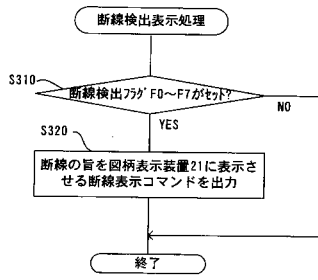 断線検出表示処理
S310
断線検出フラグF0～F7がセット?
NO
YES
S320
断線の旨を図柄表示装置21に表示さ
せる断線表示コマンドを出力
終了